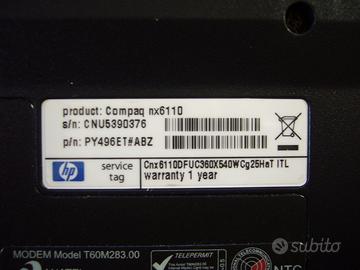 product: Compaq nx6110
s/n: CNU5390376
p/n: PY496ET#ABZ
hp
service tag
Cnx6110DFUC360X540WCg25HaT ITL
warranty 1 year
MODEM Model T60M283.00
subito